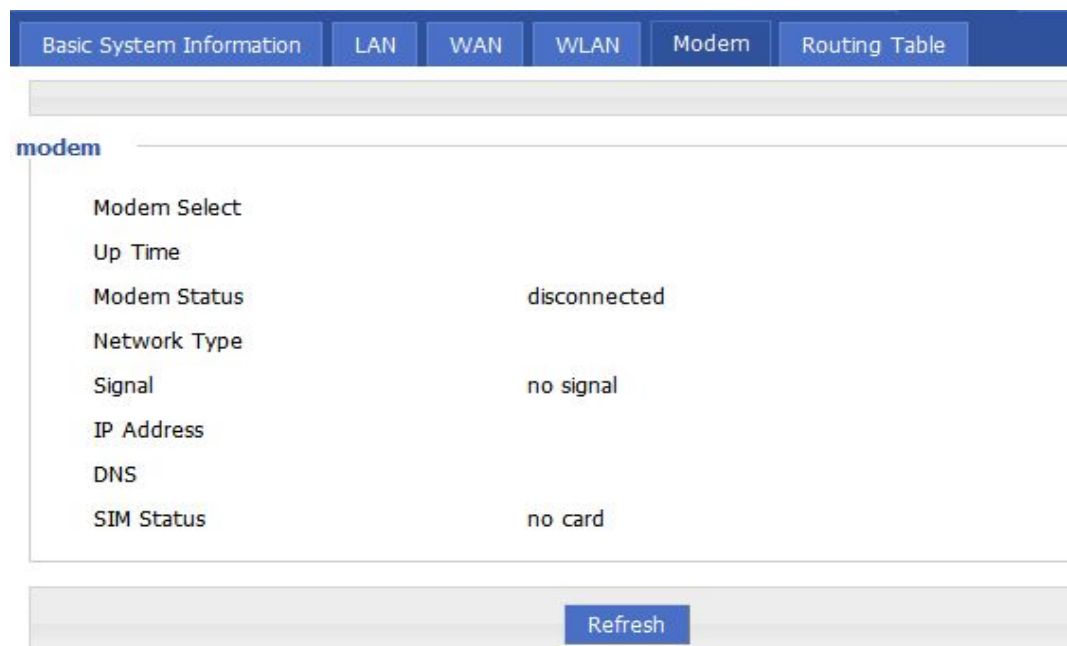 Basic System Information LAN WAN WLAN Modem Routing Table
modem
Modem Select
Up Time
Modem Status disconnected
Network Type
Signal no signal
IP Address
DNS
SIM Status no card
Refresh